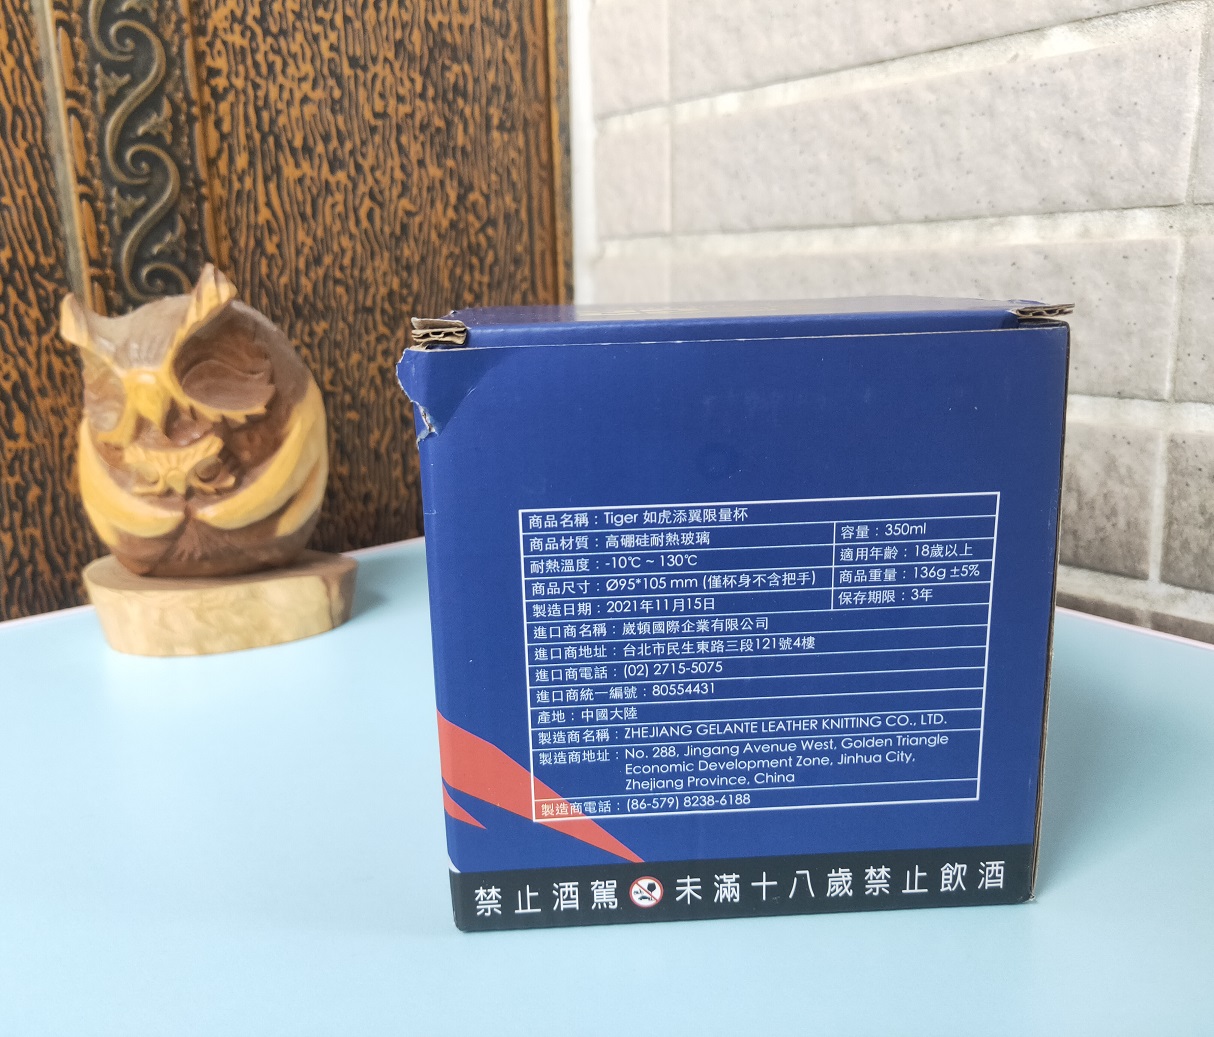 商品名稱：Tiger 如虎添翼限量杯
商品材質：高硼硅耐熱玻璃
容量：350ml
耐熱溫度：-10℃ ~ 130℃
適用年齡：18歲以上
商品尺寸：Ø95*105 mm (僅杯身不含把手)
商品重量：136g ±5%
製造日期：2021年11月15日
保存期限：3年
進口商名稱：崴頓國際企業有限公司
進口商地址：台北市民生東路三段121號4樓
進口商電話：(02) 2715-5075
進口商統一編號：80554431
產地：中國大陸
製造商名稱：ZHEJIANG GELANTE LEATHER KNITTING CO., LTD.
製造商地址：No. 288, Jingang Avenue West, Golden Triangle
Economic Development Zone, Jinhua City,
Zhejiang Province, China
製造商電話：(86-579) 8238-6188
禁止酒駕 未滿十八歲禁止飲酒